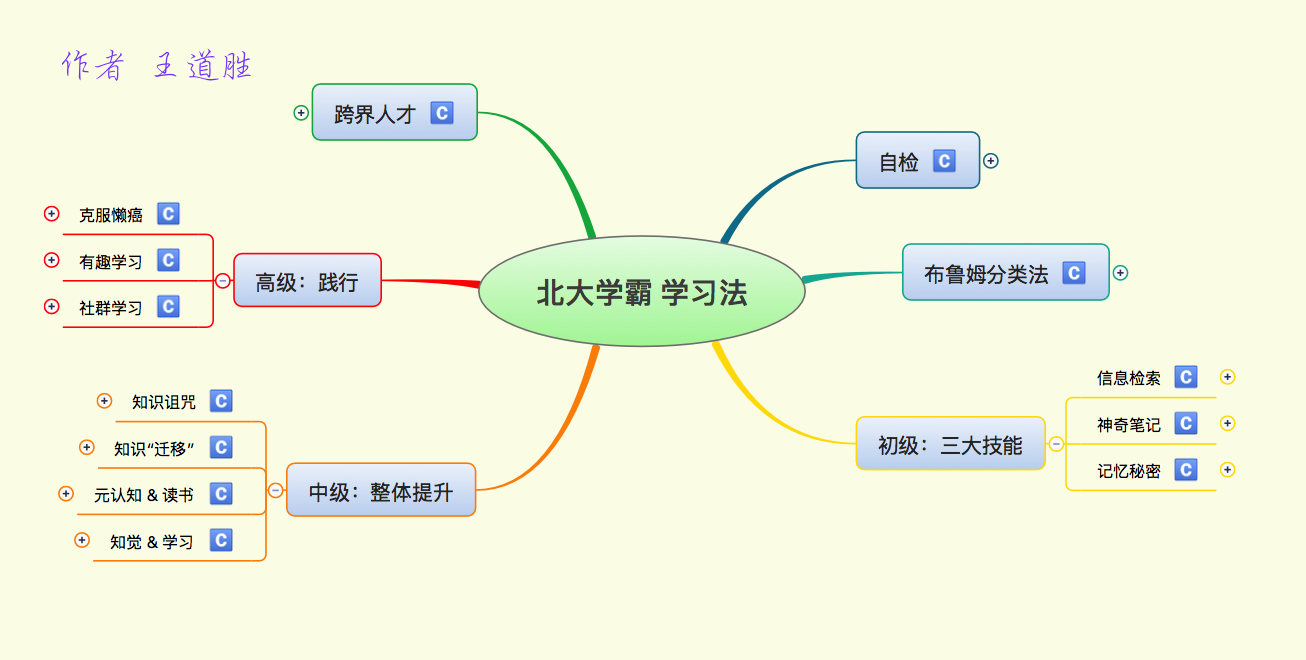 作者 王道胜
跨界人才 C
自检 C
北大学霸 学习法
布鲁姆分类法 C
初级：三大技能
信息检索 C
神奇笔记 C
记忆秘密 C
高级：践行
克服懒癌 C
有趣学习 C
社群学习 C
中级：整体提升
知识诅咒 C
知识“迁移” C
元认知 & 读书 C
知觉 & 学习 C